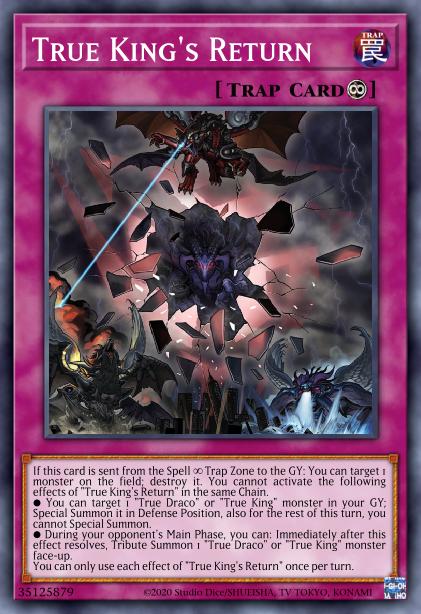 TRUE KING'S RETURN
TRAP
罠
[TRAP CARD∞]
If this card is sent from the Spell ∞ Trap Zone to the GY: You can target 1
monster on the field; destroy it. You cannot activate the following
effects of "True King's Return" in the same Chain.
● You can target 1 "True Draco" or "True King" monster in your GY;
Special Summon it in Defense Position, also for the rest of this turn, you
cannot Special Summon.
● During your opponent's Main Phase, you can: Immediately after this
effect resolves, Tribute Summon 1 "True Draco" or "True King" monster
face-up.
You can only use each effect of "True King's Return" once per turn.
35125879
©2020 Studio Dice/SHUEISHA, TV TOKYO, KONAMI